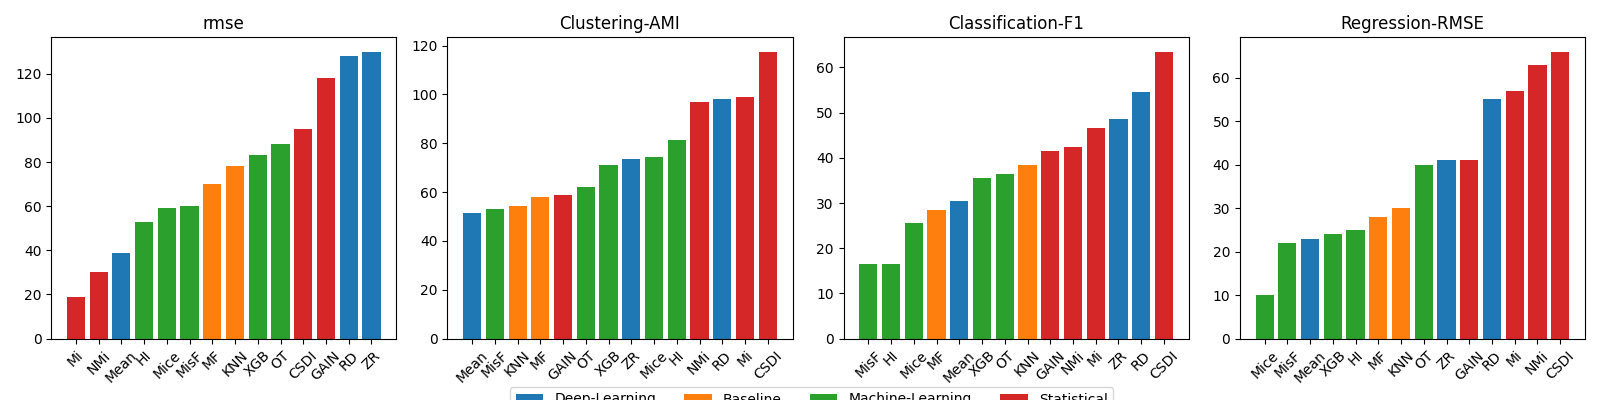 rmse
0
20
40
60
80
100
120
Mi
NMi
Mean
HI
Mice
MisF
MF
KNN
XGB
OT
CSDI
GAIN
RD
ZR
Clustering-AMI
0
20
40
60
80
100
120
Mean
MisF
KNN
MF
GAIN
OT
XGB
ZR
Mice
HI
NMi
RD
Mi
CSDI
Classification-F1
0
10
20
30
40
50
60
MisF
HI
Mice
MF
Mean
XGB
OT
KNN
GAIN
NMi
Mi
ZR
RD
CSDI
Regression-RMSE
0
10
20
30
40
50
60
Mice
MisF
Mean
XGB
HI
MF
KNN
OT
ZR
GAIN
RD
Mi
NMi
CSDI
Deep-Learning
Baseline
Machine-Learning
Statistical